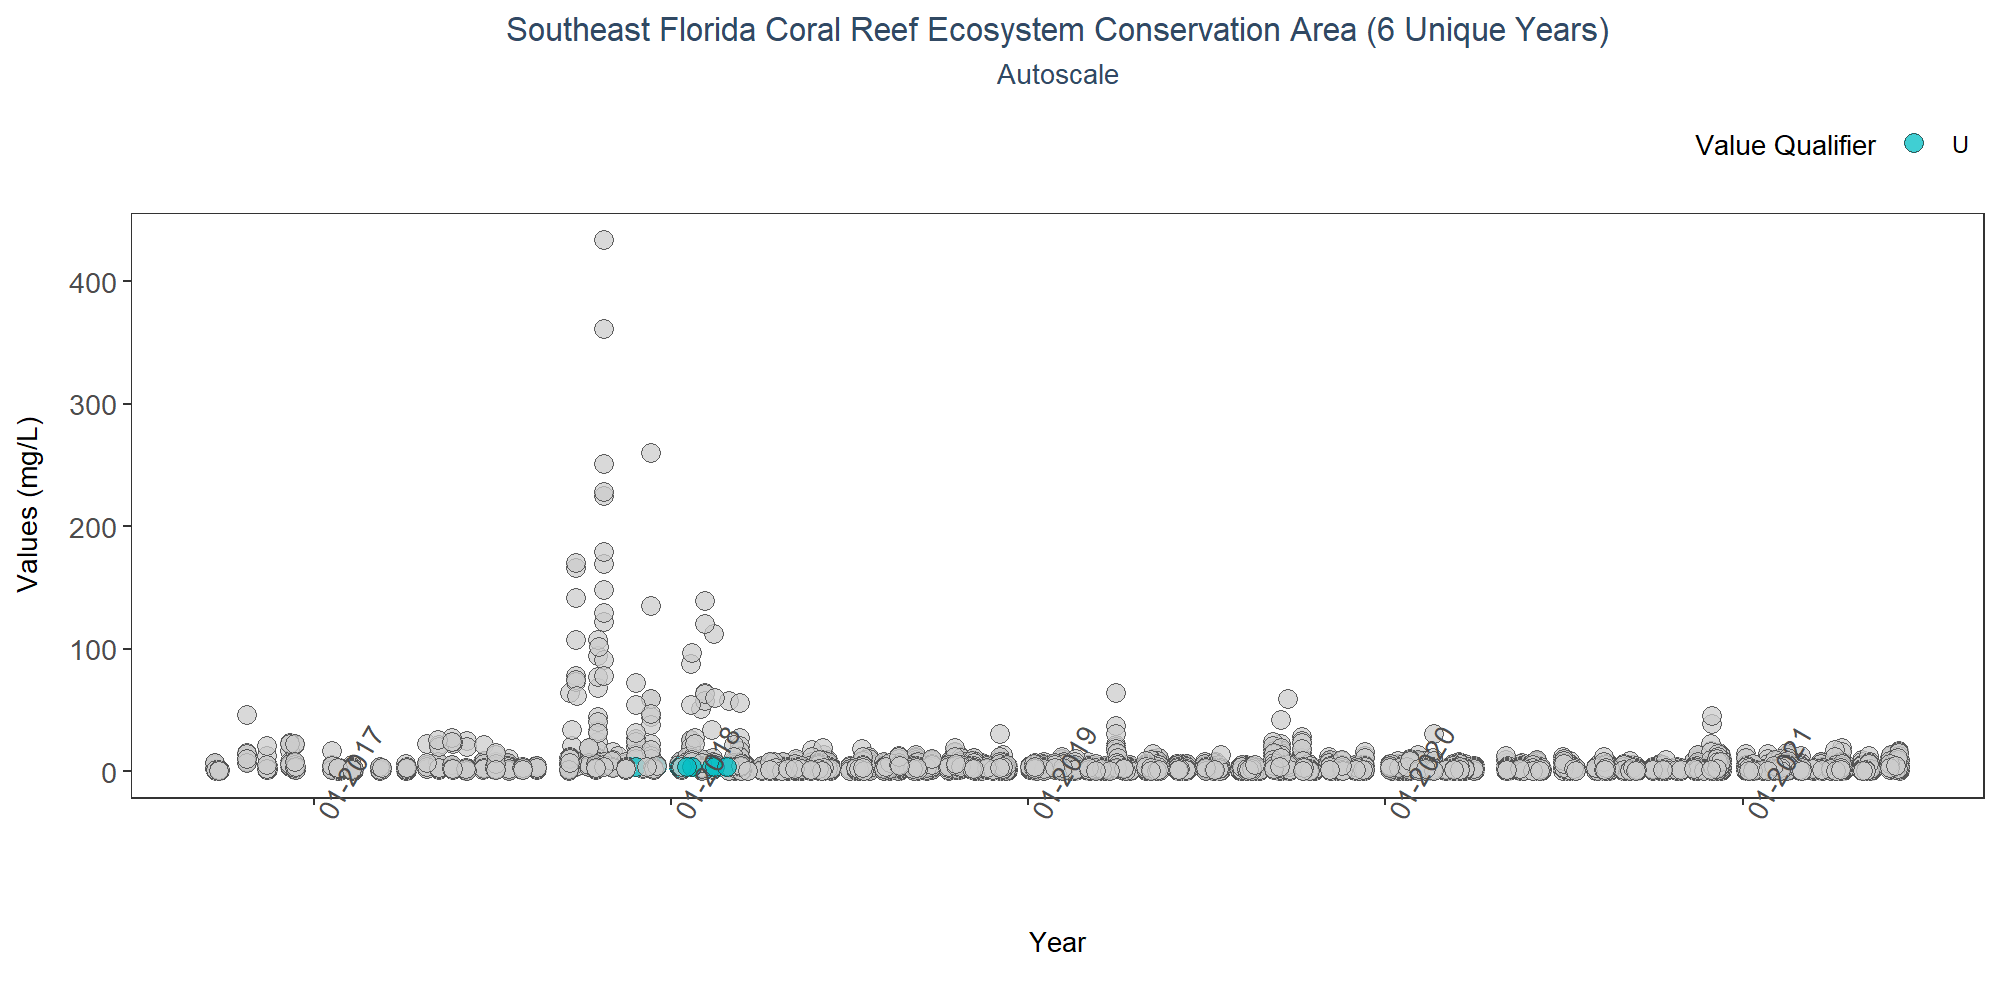 Southeast Florida Coral Reef Ecosystem Conservation Area (6 Unique Years)
Autoscale
Value Qualifier U
400
300
200
100
0
Values (mg/L)
01-2017
01-2018
01-2019
01-2020
01-2021
Year